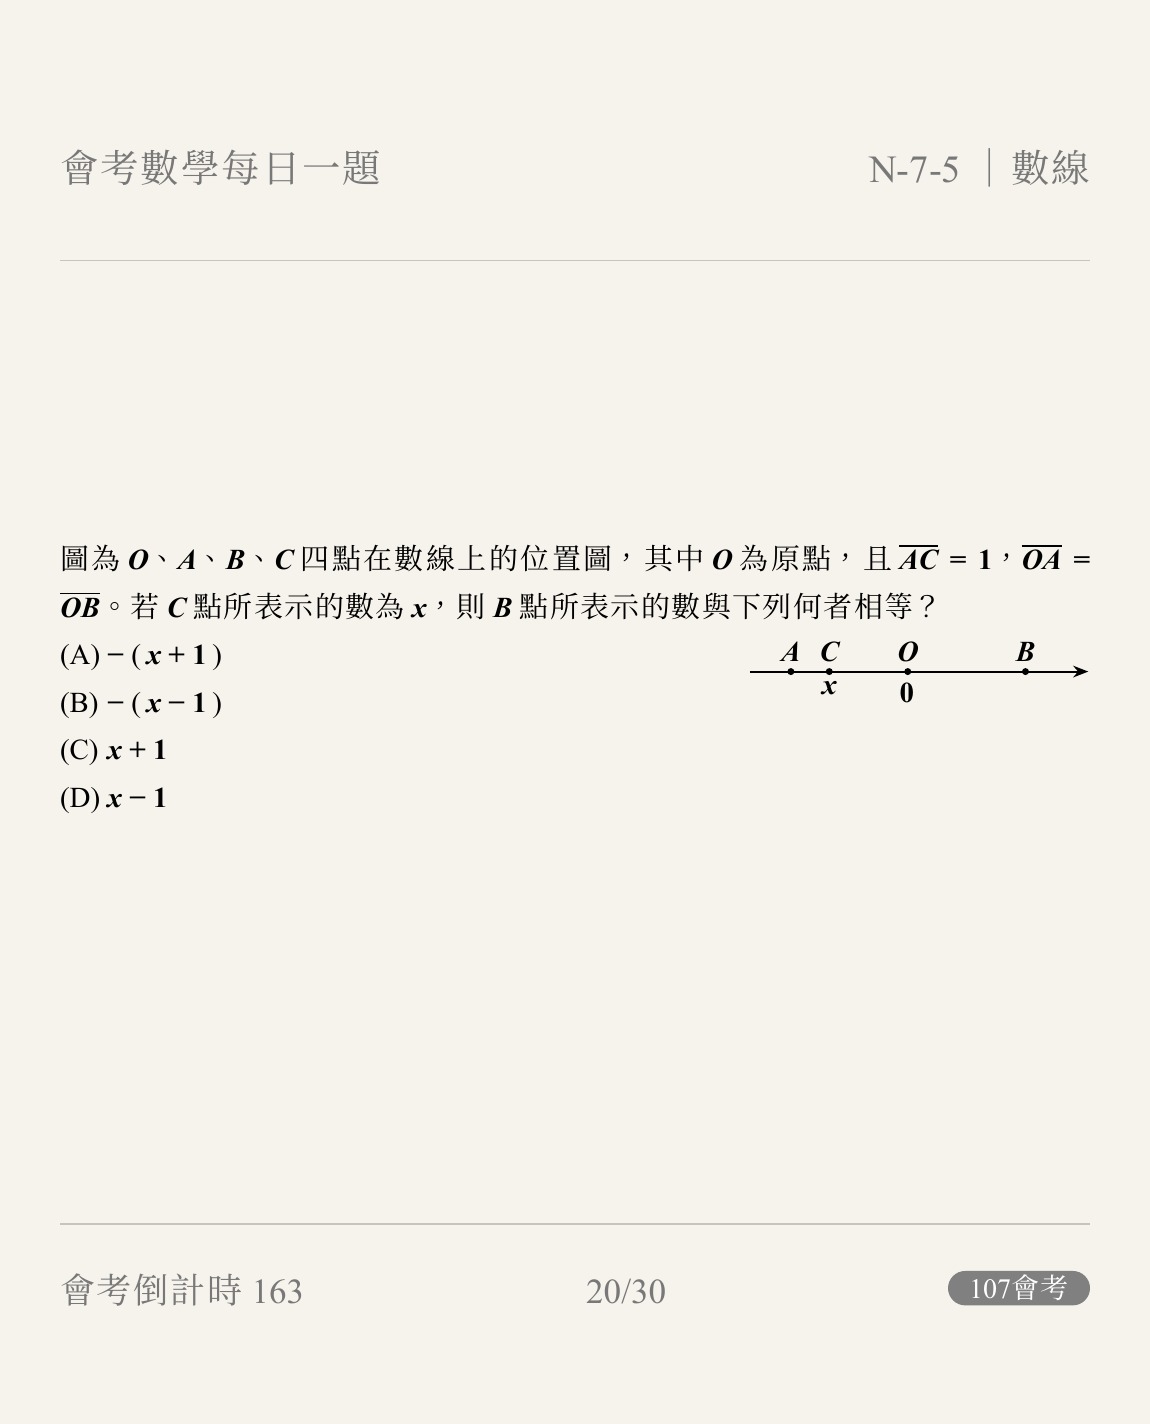 會考數學每日一題
N-7-5 | 數線
圖為 O、A、B、C 四點在數線上的位置圖，其中 O 為原點，且 A̅C̅ = 1，O̅A̅ =
O̅B̅。若 C 點所表示的數為 x，則 B 點所表示的數與下列何者相等？
(A) − ( x + 1 )
(B) − ( x − 1 )
(C) x + 1
(D) x − 1
A C O B
x 0
會考倒計時 163
20/30
107會考